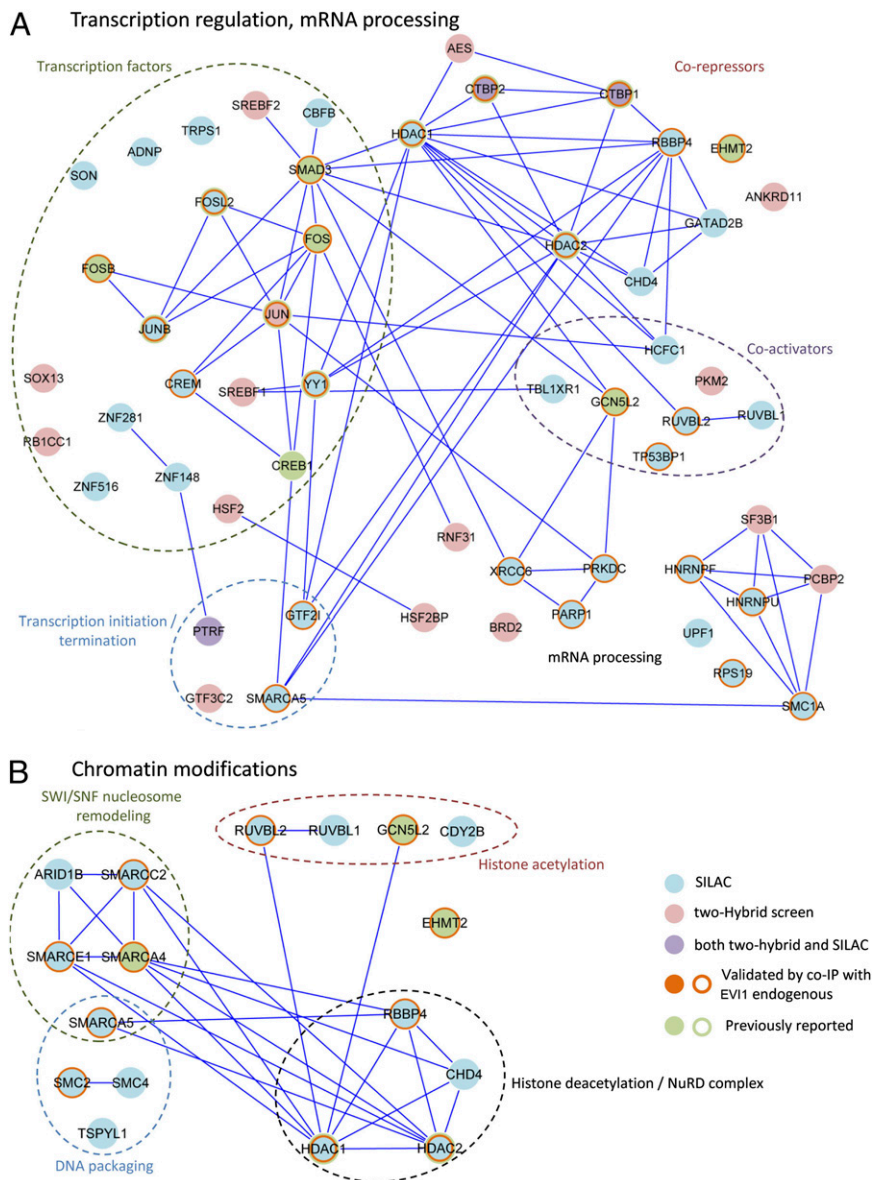 A
Transcription regulation, mRNA processing
Transcription factors
AES
Co-repressors
SREBF2
CBFB
CTBP2
CTBP1
TRPS1
HDAC1
RBBP4
EHMT2
ADNP
SON
SMAD3
ANKRD11
FOSL2
GATAD2B
FOS
HDAC2
FOSB
CHD4
JUNB
JUN
HCFC1
Co-activators
SOX13
CREM
SREBF1
YY1
TBL1XR1
PKM2
GCN5L2
ZNF281
RUVBL2
RUVBL1
RB1CC1
TP53BP1
ZNF516
ZNF148
CREB1
HSF2
RNF31
SF3B1
XRCC6
PRKDC
HNRNPF
PCBP2
HNRNPU
Transcription initiation /
termination
PTRF
GTF2I
HSF2BP
BRD2
PARP1
UPF1
mRNA processing
RPS19
GTF3C2
SMARCA5
SMC1A
B
Chromatin modifications
SWI/SNF nucleosome
remodeling
RUVBL2
RUVBL1
GCN5L2
CDY2B
Histone acetylation
ARID1B
SMARCC2
SILAC
two-Hybrid screen
EHMT2
SMARCE1
SMARCA4
both two-hybrid and SILAC
Validated by co-IP with
EVI1 endogenous
SMARCA5
RBBP4
Previously reported
SMC2
SMC4
CHD4
Histone deacetylation / NuRD complex
TSPYL1
HDAC1
HDAC2
DNA packaging